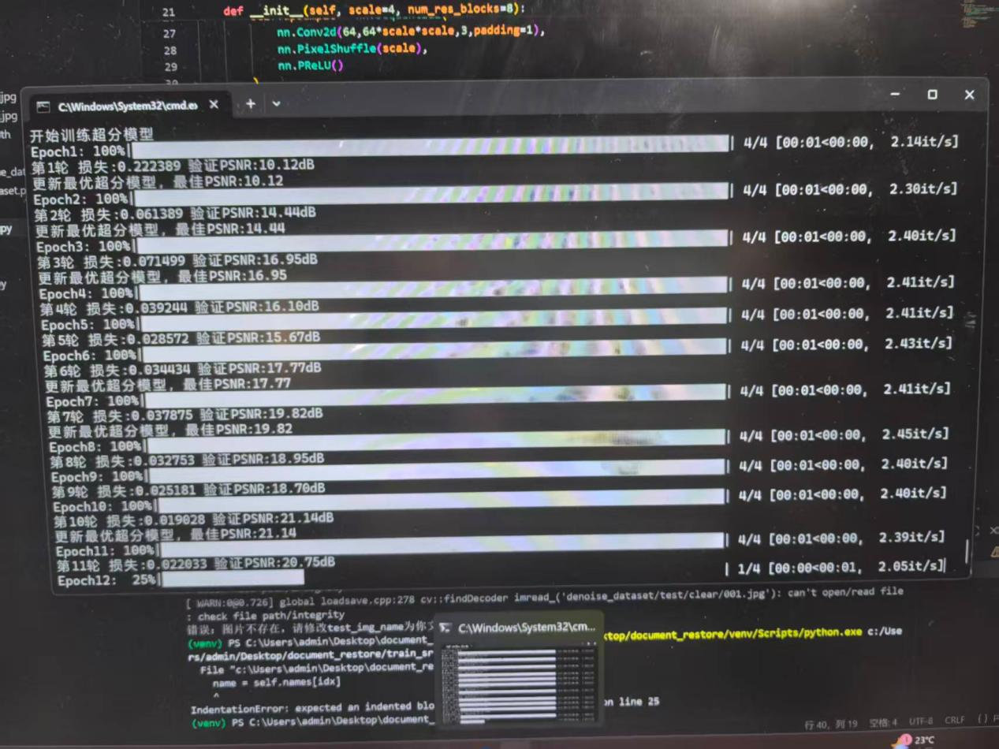 21 def __init__(self, scale=4, num_res_blocks=8):
27 nn.Conv2d(64,64*scale*scale,3,padding=1),
28 nn.PixelShuffle(scale),
29 nn.PReLU()
30 )
jpg
jpg
th
e_dat
aset.p
py
y
C:\Windows\System32\cmd.e
开始训练超分模型
Epoch1: 100%| | 4/4 [00:01<00:00, 2.14it/s]
第1轮 损失:0.222389 验证PSNR:10.12dB
更新最优超分模型，最佳PSNR:10.12
Epoch2: 100%| | 4/4 [00:01<00:00, 2.30it/s]
第2轮 损失:0.061389 验证PSNR:14.44dB
更新最优超分模型，最佳PSNR:14.44
Epoch3: 100%| | 4/4 [00:01<00:00, 2.40it/s]
第3轮 损失:0.071499 验证PSNR:16.95dB
更新最优超分模型，最佳PSNR:16.95
Epoch4: 100%| | 4/4 [00:01<00:00, 2.41it/s]
第4轮 损失:0.039244 验证PSNR:16.10dB
Epoch5: 100%| | 4/4 [00:01<00:00, 2.41it/s]
第5轮 损失:0.028572 验证PSNR:15.67dB
Epoch6: 100%| | 4/4 [00:01<00:00, 2.43it/s]
第6轮 损失:0.034434 验证PSNR:17.77dB
更新最优超分模型，最佳PSNR:17.77
Epoch7: 100%| | 4/4 [00:01<00:00, 2.41it/s]
第7轮 损失:0.037875 验证PSNR:19.82dB
更新最优超分模型，最佳PSNR:19.82
Epoch8: 100%| | 4/4 [00:01<00:00, 2.45it/s]
第8轮 损失:0.032753 验证PSNR:18.95dB
Epoch9: 100%| | 4/4 [00:01<00:00, 2.40it/s]
第9轮 损失:0.025181 验证PSNR:18.70dB
Epoch10: 100%| | 4/4 [00:01<00:00, 2.40it/s]
第10轮 损失:0.019028 验证PSNR:21.14dB
更新最优超分模型，最佳PSNR:21.14
Epoch11: 100%| | 4/4 [00:01<00:00, 2.39it/s]
第11轮 损失:0.022033 验证PSNR:20.75dB
Epoch12: 25%| | 1/4 [00:00<00:01, 2.05it/s]
[ WARN:0@0.726] global loadsave.cpp:278 cv::findDecoder imread_('denoise_dataset/test/clear/001.jpg'): can't open/read file
: check file path/integrity
错误：图片不存在，请修改test_img_name为你
C:\Windows\System32\cm...
(venv) PS C:\Users\admin\Desktop\document_ ktop/document_restore/venv/Scripts/python.exe c:/Use
rs/admin/Desktop/document_restore/train_sr
File "c:\Users\admin\Desktop\document_re
name = self.names[idx]
^
IndentationError: expected an indented blo on line 25
(venv) PS C:\Users\admin\Desktop\document_
行 40，列 19 空格: 4 UTF-8 CRLF { } P
1 23°C